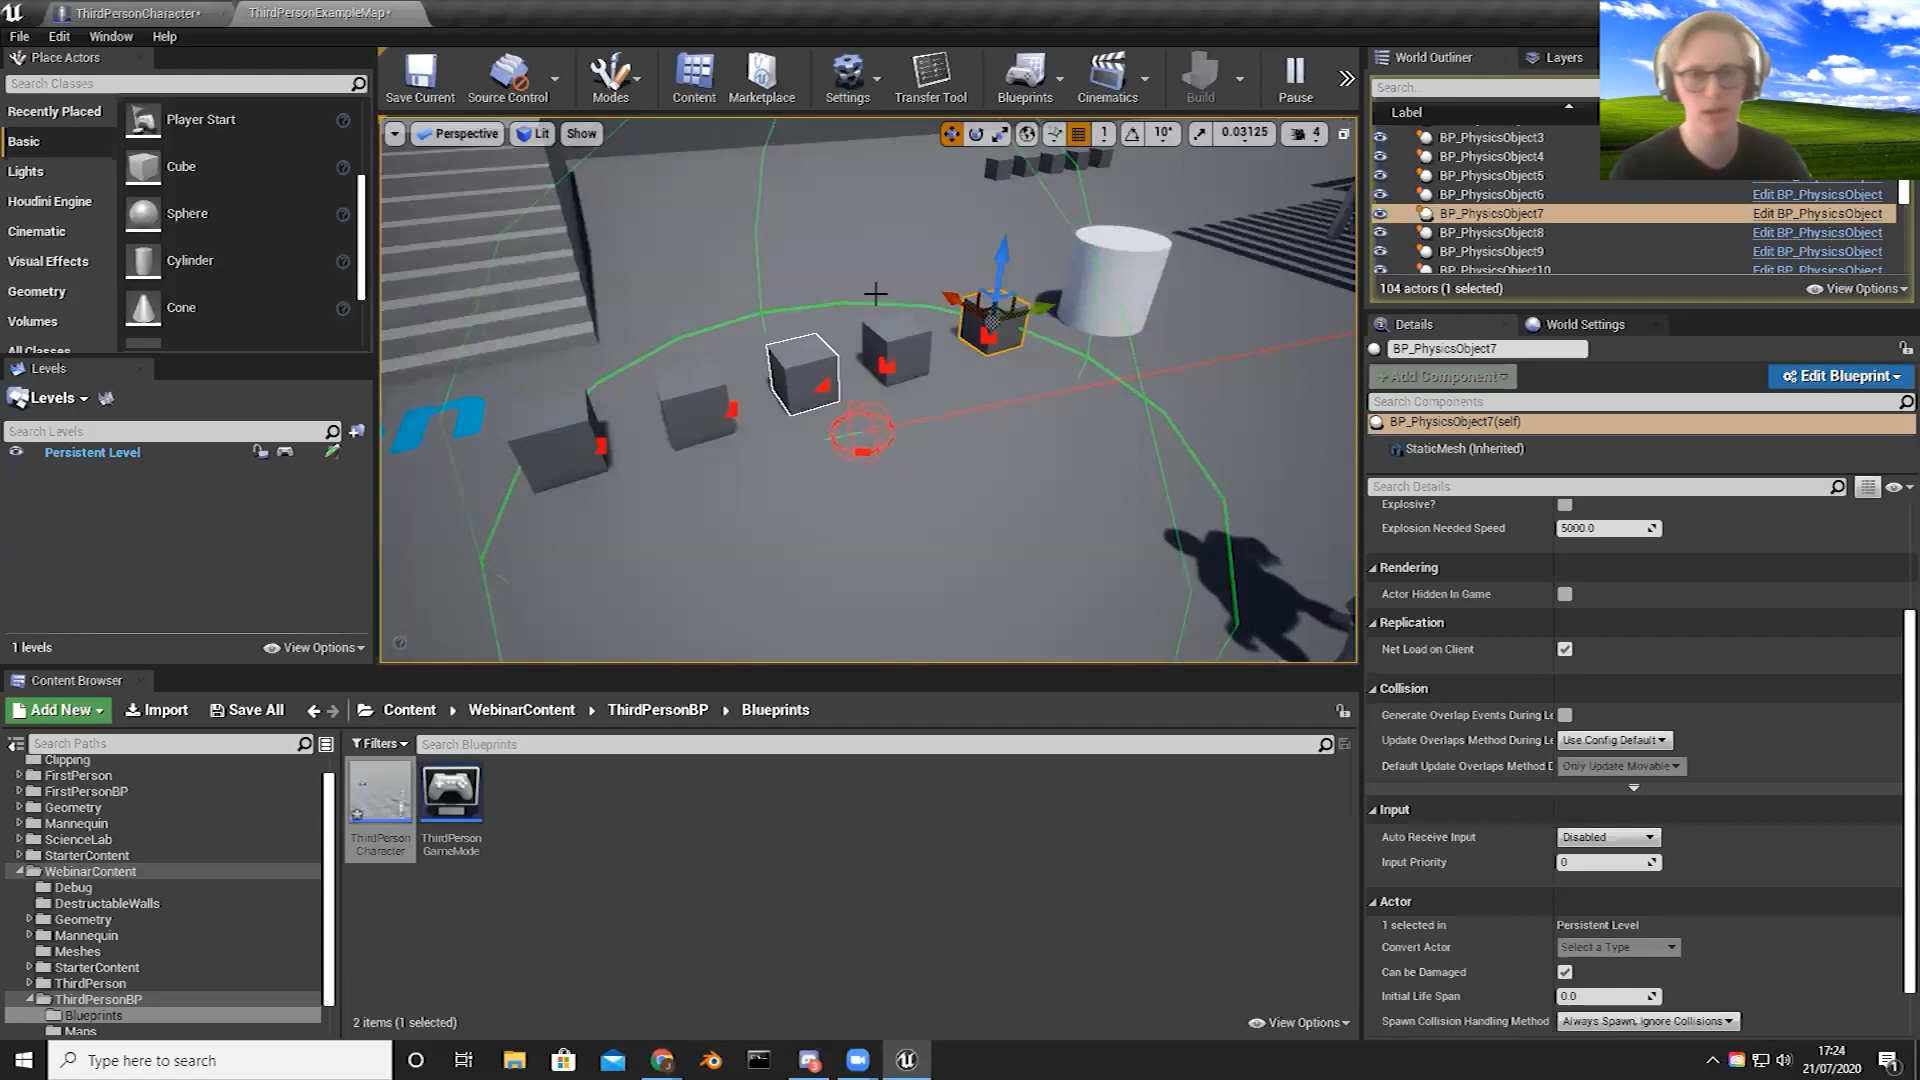 ThirdPersonCharacter*
ThirdPersonExampleMap*
File
Edit
Window
Help
Place Actors
Search Classes
Recently Placed
Basic
Lights
Houdini Engine
Cinematic
Visual Effects
Geometry
Volumes
All Classes
Player Start
Cube
Sphere
Cylinder
Cone
Levels
Levels
Search Levels
Persistent Level
1 levels
View Options
Save Current
Source Control
Modes
Content
Marketplace
Settings
Transfer Tool
Blueprints
Cinematics
Build
Pause
Perspective
Lit
Show
1
10°
0.03125
4
World Outliner
Layers
Search...
Label
BP_PhysicsObject3
BP_PhysicsObject4
BP_PhysicsObject5
BP_PhysicsObject6 Edit BP_PhysicsObject
BP_PhysicsObject7 Edit BP_PhysicsObject
BP_PhysicsObject8 Edit BP_PhysicsObject
BP_PhysicsObject9 Edit BP_PhysicsObject
BP_PhysicsObject10 Edit BP_PhysicsObject
104 actors (1 selected)
View Options
Details
World Settings
BP_PhysicsObject7
+ Add Component
Edit Blueprint
Search Components
BP_PhysicsObject7(self)
StaticMesh (Inherited)
Search Details
Explosive?
Explosion Needed Speed 5000.0
Rendering
Actor Hidden In Game
Replication
Net Load on Client
Collision
Generate Overlap Events During Le
Update Overlaps Method During Le Use Config Default
Default Update Overlaps Method D Only Update Movable
Input
Auto Receive Input Disabled
Input Priority 0
Actor
1 selected in Persistent Level
Convert Actor Select a Type
Can be Damaged
Initial Life Span 0.0
Spawn Collision Handling Method Always Spawn, Ignore Collisions
Content Browser
Add New
Import
Save All
Content
WebinarContent
ThirdPersonBP
Blueprints
Search Paths
Filters
Search Blueprints
Clipping
FirstPerson
FirstPersonBP
Geometry
Mannequin
ScienceLab
StarterContent
WebinarContent
Debug
DestructableWalls
Geometry
Mannequin
Meshes
StarterContent
ThirdPerson
ThirdPersonBP
Blueprints
Maps
ThirdPerson
Character
ThirdPerson
GameMode
2 items (1 selected)
View Options
Type here to search
17:24
21/07/2020